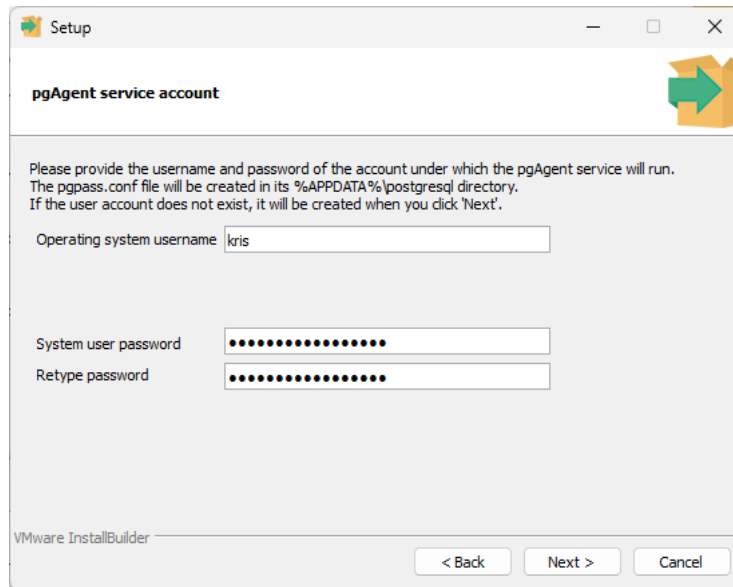 Setup
pgAgent service account
Please provide the username and password of the account under which the pgAgent service will run.
The pgpass.conf file will be created in its %APPDATA%\postgresql directory.
If the user account does not exist, it will be created when you click 'Next'.
Operating system username kris
System user password •••••••••••••••••
Retype password •••••••••••••••••
VMware InstallBuilder
< Back Next > Cancel